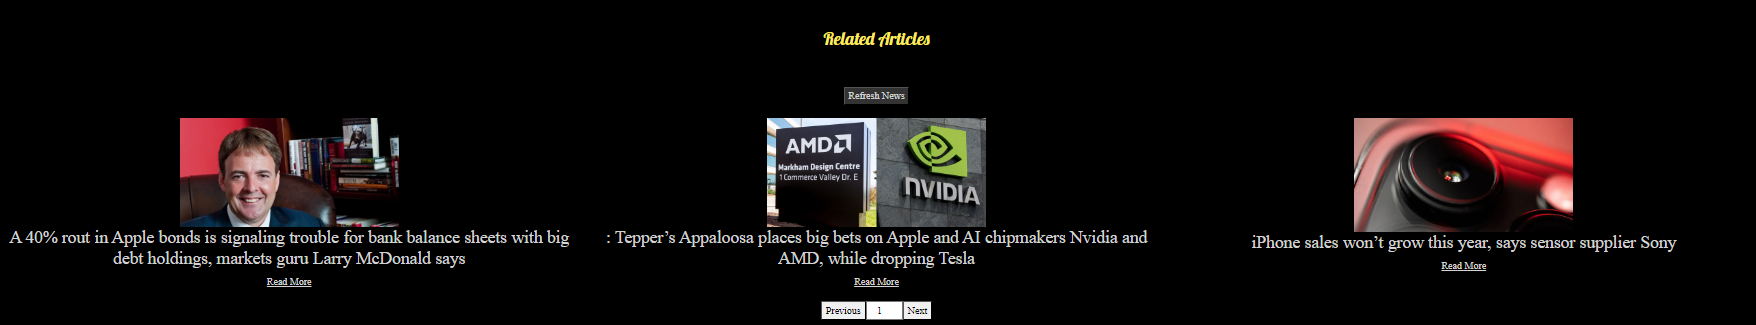 Related Articles
Refresh News
AMD
Markham Design Centre
1 Commerce Valley Dr. E
NVIDIA
A 40% rout in Apple bonds is signaling trouble for bank balance sheets with big
debt holdings, markets guru Larry McDonald says
Read More
: Tepper’s Appaloosa places big bets on Apple and AI chipmakers Nvidia and
AMD, while dropping Tesla
Read More
iPhone sales won’t grow this year, says sensor supplier Sony
Read More
Previous 1 Next